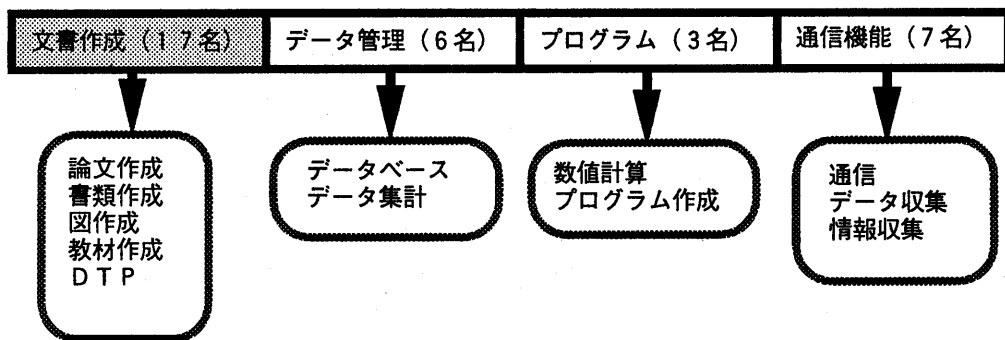 文書作成(17名) データ管理(6名) プログラム(3名) 通信機能(7名)
論文作成
書類作成
図作成
教材作成
DTP
データベース
データ集計
数値計算
プログラム作成
通信
データ収集
情報収集